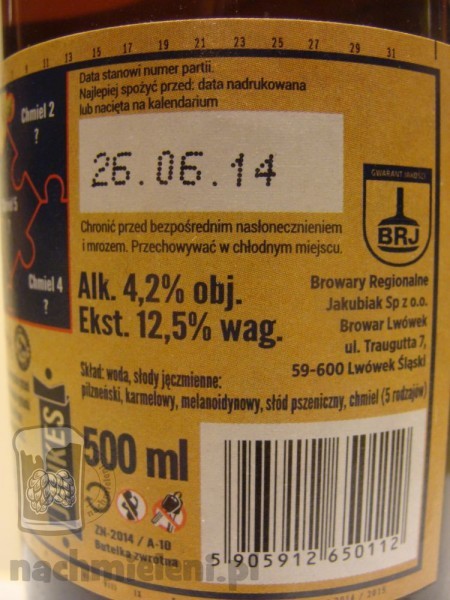 13 15 17 19 21 23 25 27 29 31
Data stanowi numer partii.
Najlepiej spożyć przed: data nadrukowana
lub nacięta na kalendarium
26.06.14
GWARANT JAKOŚCI
BRJ
Chmiel 2
?
Chmiel 4
?
Chronić przed bezpośrednim nasłonecznieniem
i mrozem. Przechowywać w chłodnym miejscu.
Alk. 4,2% obj.
Ekst. 12,5% wag.
Browary Regionalne
Jakubiak Sp z o.o.
Browar Lwówek
ul. Traugutta 7,
59-600 Lwówek Śląski
Skład: woda, słody jęczmienne:
pilzneński, karmelowy, melanoidynowy, słód pszeniczny, chmiel (5 rodzajów)
500 ml
ZN-2014 / A-10
Butelka zwrotna
5 905912 650112
2014 / 2015
nachmieleni.pl